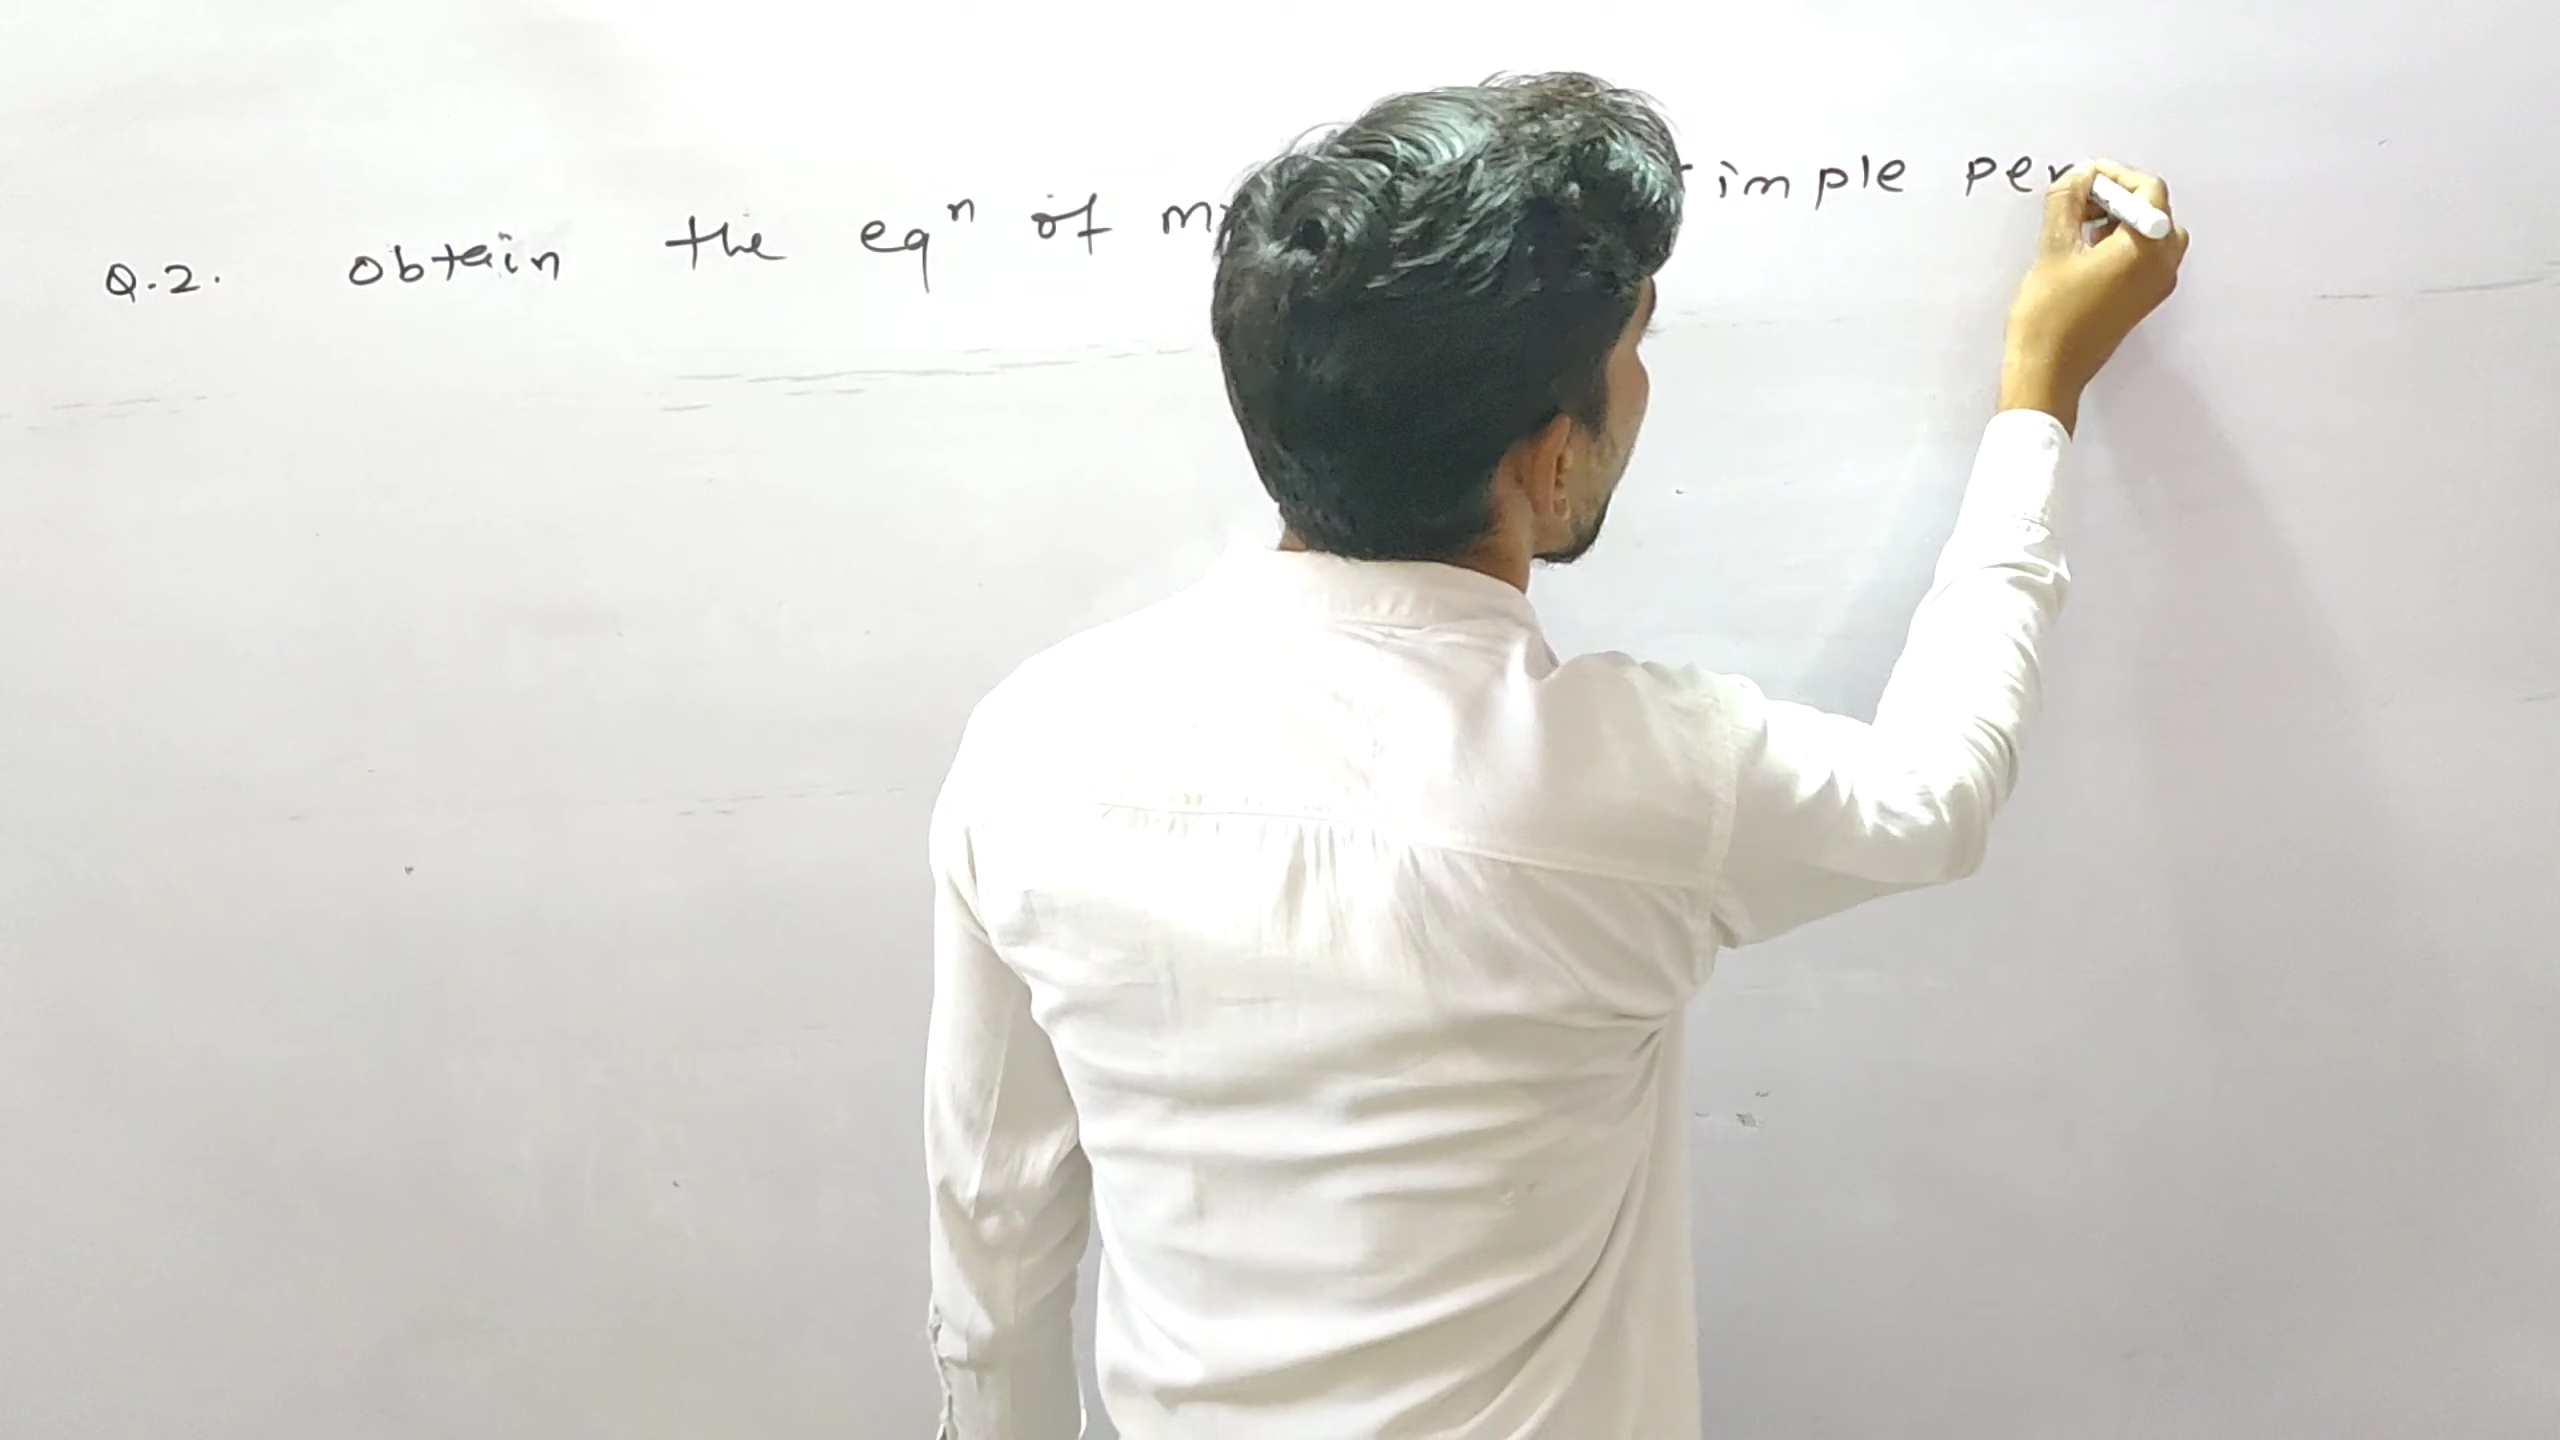 Q.2. obtain the eqⁿ of m imple per